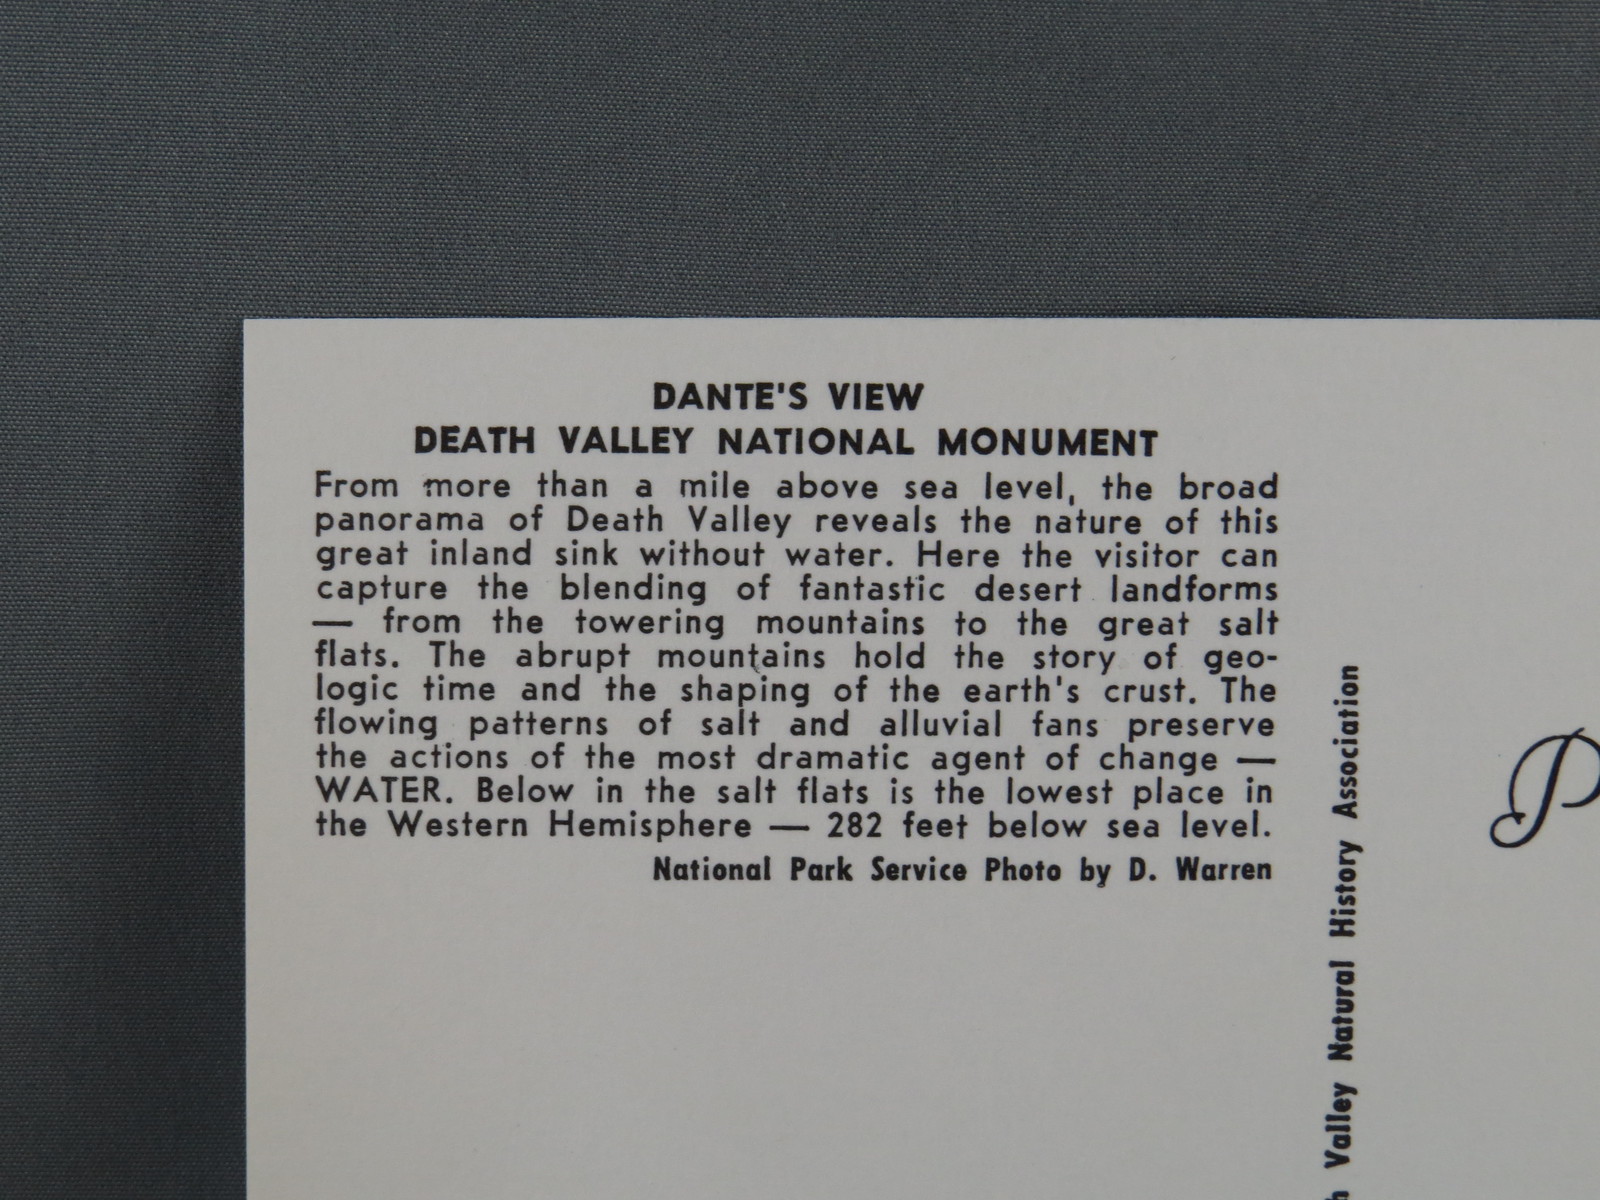 DANTE'S VIEW
DEATH VALLEY NATIONAL MONUMENT
From more than a mile above sea level, the broad
panorama of Death Valley reveals the nature of this
great inland sink without water. Here the visitor can
capture the blending of fantastic desert landforms
— from the towering mountains to the great salt
flats. The abrupt mountains hold the story of geo-
logic time and the shaping of the earth's crust. The
flowing patterns of salt and alluvial fans preserve
the actions of the most dramatic agent of change —
WATER. Below in the salt flats is the lowest place in
the Western Hemisphere — 282 feet below sea level.
National Park Service Photo by D. Warren
Valley Natural History Association
P